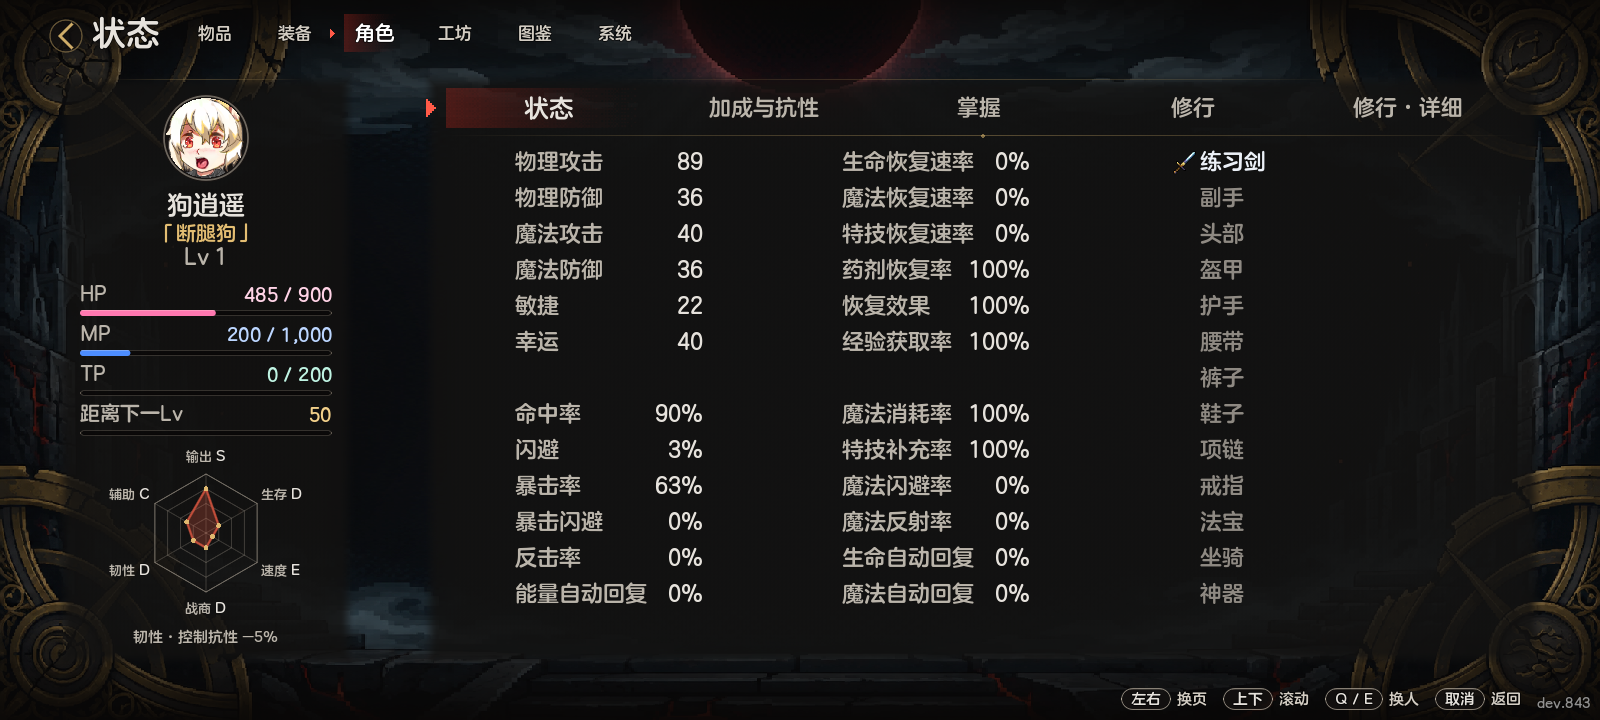 状态 物品 装备 角色 工坊 图鉴 系统
狗逍遥
「断腿狗」
Lv 1
HP 485 / 900
MP 200 / 1,000
TP 0 / 200
距离下一Lv 50
输出 S
辅助 C 生存 D
韧性 D 速度 E
战商 D
韧性·控制抗性 −5%
状态 加成与抗性 掌握 修行 修行·详细
物理攻击 89 生命恢复速率 0% 练习剑
物理防御 36 魔法恢复速率 0% 副手
魔法攻击 40 特技恢复速率 0% 头部
魔法防御 36 药剂恢复率 100% 盔甲
敏捷 22 恢复效果 100% 护手
幸运 40 经验获取率 100% 腰带
裤子
命中率 90% 魔法消耗率 100% 鞋子
闪避 3% 特技补充率 100% 项链
暴击率 63% 魔法闪避率 0% 戒指
暴击闪避 0% 魔法反射率 0% 法宝
反击率 0% 生命自动回复 0% 坐骑
能量自动回复 0% 魔法自动回复 0% 神器
左右 换页 上下 滚动 Q / E 换人 取消 返回 dev.843